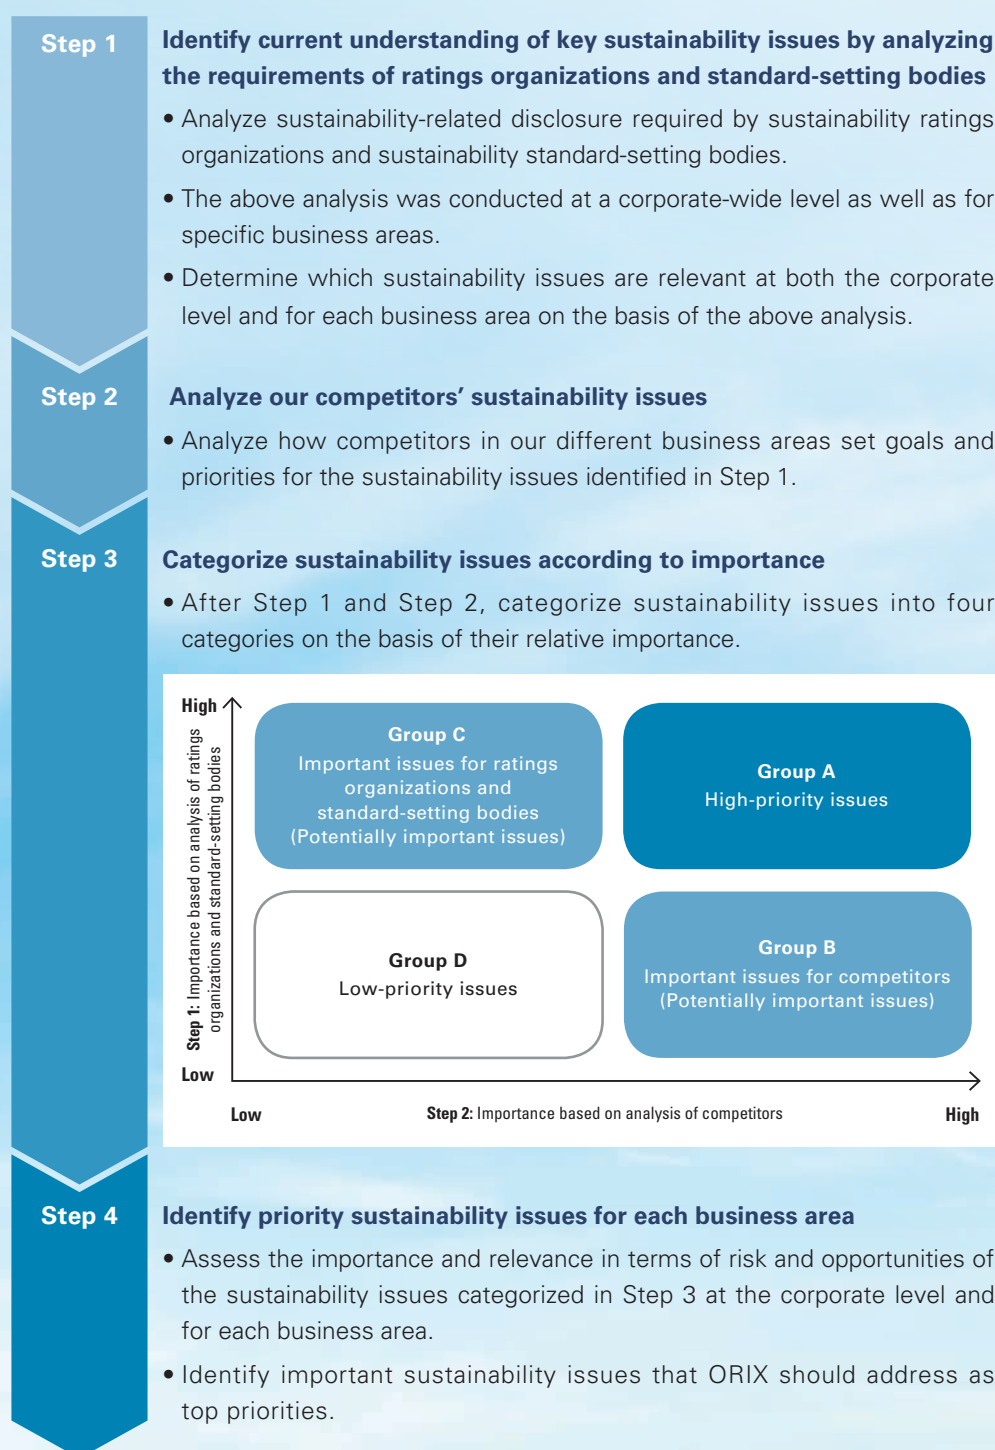 Step 1
Identify current understanding of key sustainability issues by analyzing
the requirements of ratings organizations and standard-setting bodies
• Analyze sustainability-related disclosure required by sustainability ratings
organizations and sustainability standard-setting bodies.
• The above analysis was conducted at a corporate-wide level as well as for
specific business areas.
• Determine which sustainability issues are relevant at both the corporate
level and for each business area on the basis of the above analysis.
Step 2
Analyze our competitors’ sustainability issues
• Analyze how competitors in our different business areas set goals and
priorities for the sustainability issues identified in Step 1.
Step 3
Categorize sustainability issues according to importance
• After Step 1 and Step 2, categorize sustainability issues into four
categories on the basis of their relative importance.
High
Step 1: Importance based on analysis of ratings
organizations and standard-setting bodies
Low
Group C
Important issues for ratings
organizations and
standard-setting bodies
(Potentially important issues)
Group A
High-priority issues
Group D
Low-priority issues
Group B
Important issues for competitors
(Potentially important issues)
Low
Step 2: Importance based on analysis of competitors
High
Step 4
Identify priority sustainability issues for each business area
• Assess the importance and relevance in terms of risk and opportunities of
the sustainability issues categorized in Step 3 at the corporate level and
for each business area.
• Identify important sustainability issues that ORIX should address as
top priorities.